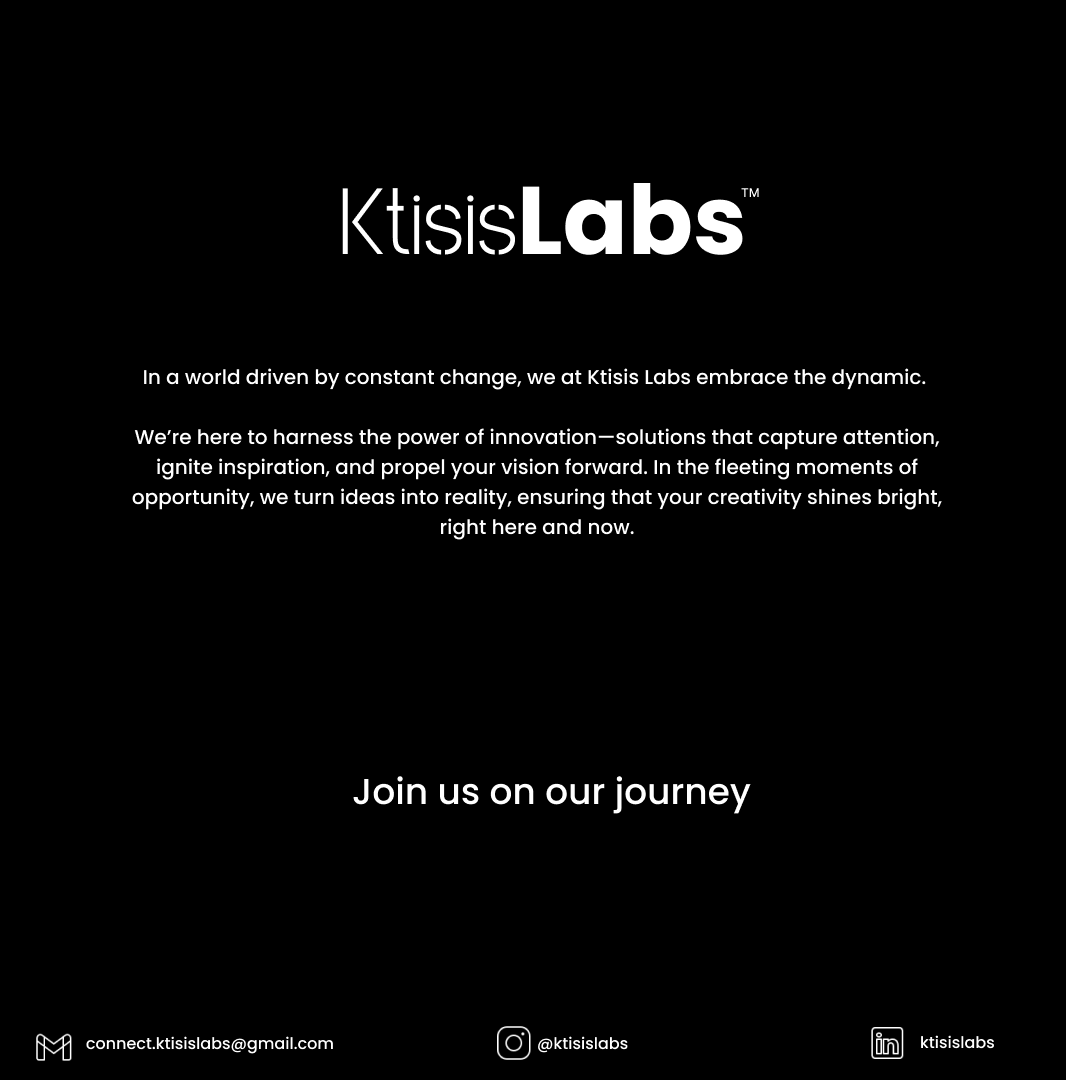 KtisisLabs™
In a world driven by constant change, we at Ktisis Labs embrace the dynamic.
We’re here to harness the power of innovation—solutions that capture attention,
ignite inspiration, and propel your vision forward. In the fleeting moments of
opportunity, we turn ideas into reality, ensuring that your creativity shines bright,
right here and now.
Join us on our journey
connect.ktisislabs@gmail.com
@ktisislabs
ktisislabs